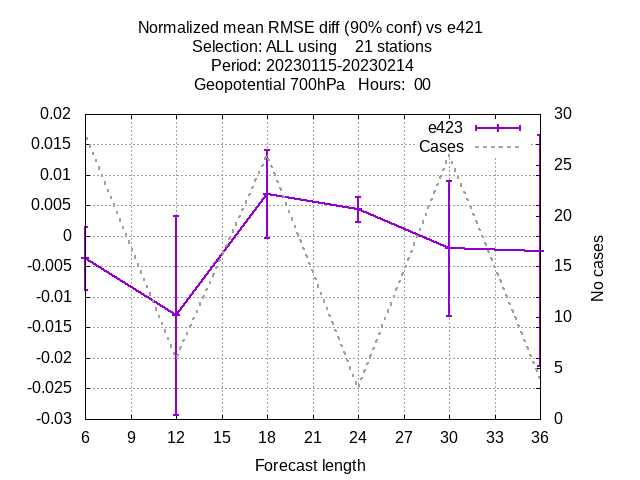 Normalized mean RMSE diff (90% conf) vs e421
Selection: ALL using    21 stations
Period: 20230115-20230214
Geopotential 700hPa   Hours:  00
0.02
0.015
0.01
0.005
0
-0.005
-0.01
-0.015
-0.02
-0.025
-0.03
e423
Cases
30
25
20
15
10
5
0
No cases
6 9 12 15 18 21 24 27 30 33 36
Forecast length